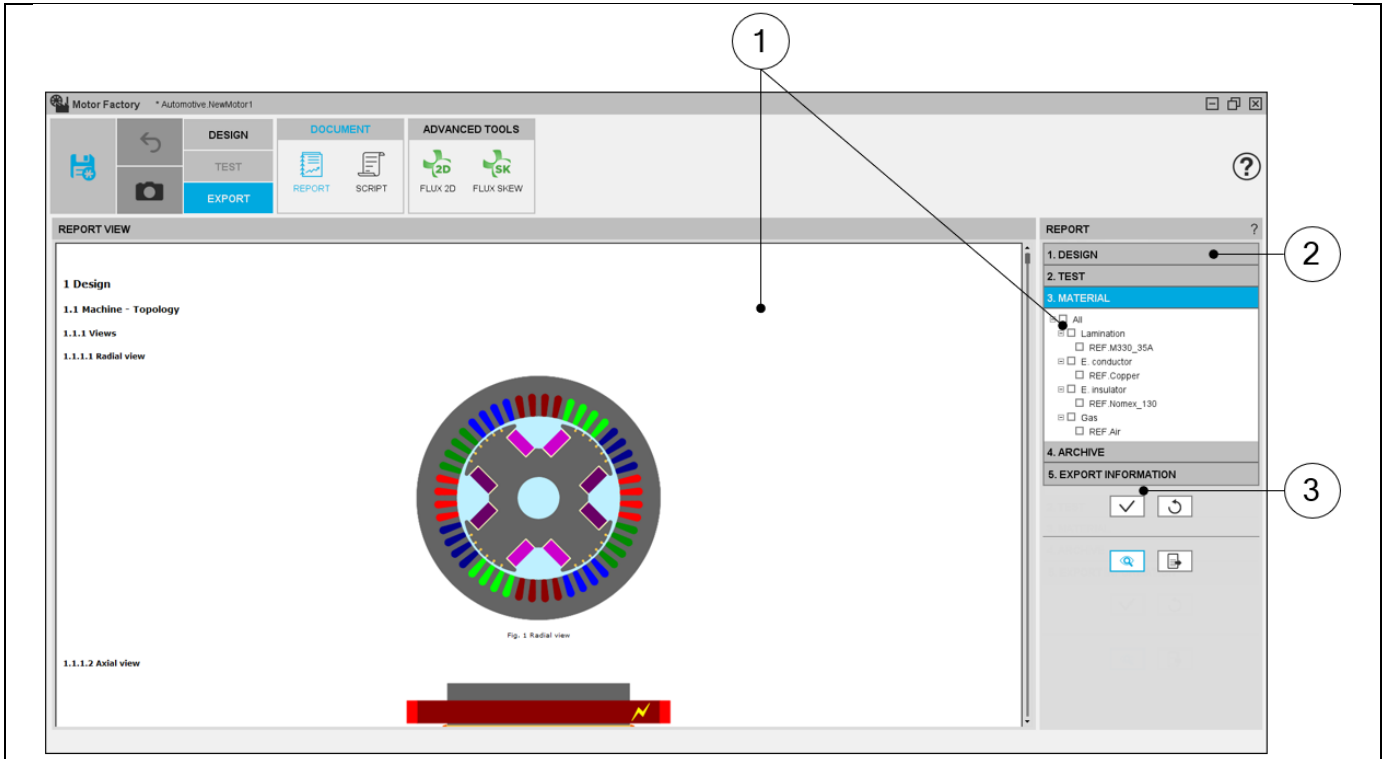 1
Motor Factory * Automotive.NewMotor1
DESIGN
TEST
EXPORT
DOCUMENT
REPORT
SCRIPT
ADVANCED TOOLS
2D
FLUX 2D
SK
FLUX SKEW
?
REPORT VIEW
1 Design
1.1 Machine - Topology
1.1.1 Views
1.1.1.1 Radial view
Fig. 1 Radial view
1.1.1.2 Axial view
REPORT ?
1. DESIGN
2. TEST
3. MATERIAL
All
Lamination
REF.M330_35A
E. conductor
REF.Copper
E. insulator
REF.Nomex_130
Gas
REF.Air
4. ARCHIVE
5. EXPORT INFORMATION
2
3